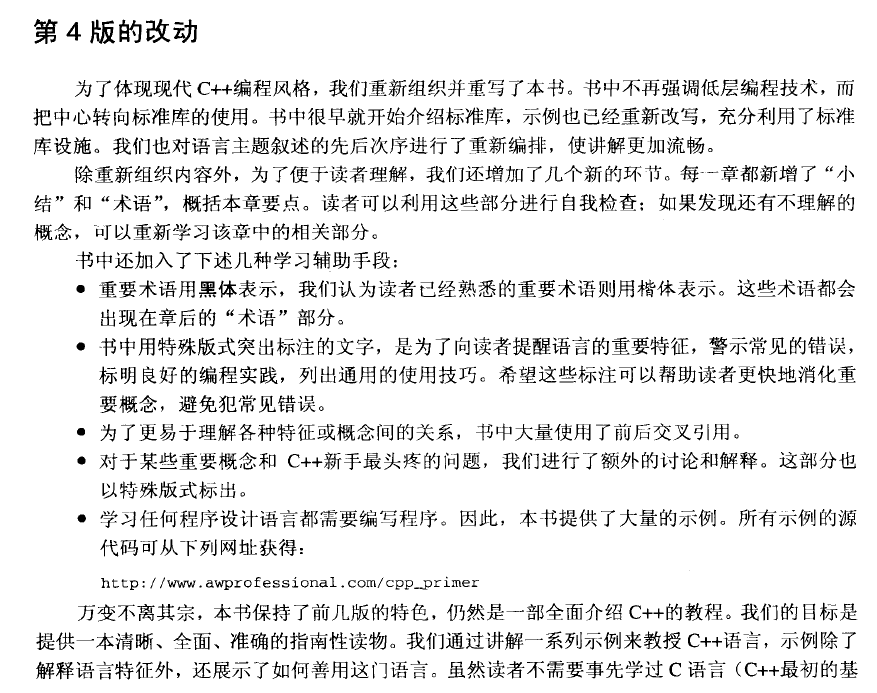 第 4 版的改动
为了体现现代 C++编程风格，我们重新组织并重写了本书。书中不再强调低层编程技术，而
把中心转向标准库的使用。书中很早就开始介绍标准库，示例也已经重新改写，充分利用了标准
库设施。我们也对语言主题叙述的先后次序进行了重新编排，使讲解更加流畅。
除重新组织内容外，为了便于读者理解，我们还增加了几个新的环节。每一章都新增了“小
结”和“术语”，概括本章要点。读者可以利用这些部分进行自我检查；如果发现还有不理解的
概念，可以重新学习该章中的相关部分。
书中还加入了下述几种学习辅助手段：
● 重要术语用黑体表示，我们认为读者已经熟悉的重要术语则用楷体表示。这些术语都会
出现在章后的“术语”部分。
● 书中用特殊版式突出标注的文字，是为了向读者提醒语言的重要特征，警示常见的错误，
标明良好的编程实践，列出通用的使用技巧。希望这些标注可以帮助读者更快地消化重
要概念，避免犯常见错误。
● 为了更易于理解各种特征或概念间的关系，书中大量使用了前后交叉引用。
● 对于某些重要概念和 C++新手最头疼的问题，我们进行了额外的讨论和解释。这部分也
以特殊版式标出。
● 学习任何程序设计语言都需要编写程序。因此，本书提供了大量的示例。所有示例的源
代码可从下列网址获得：
http://www.awprofessional.com/cpp_primer
万变不离其宗，本书保持了前几版的特色，仍然是一部全面介绍 C++的教程。我们的目标是
提供一本清晰、全面、准确的指南性读物。我们通过讲解一系列示例来教授 C++语言，示例除了
解释语言特征外，还展示了如何善用这门语言。虽然读者不需要事先学过 C 语言（C++最初的基